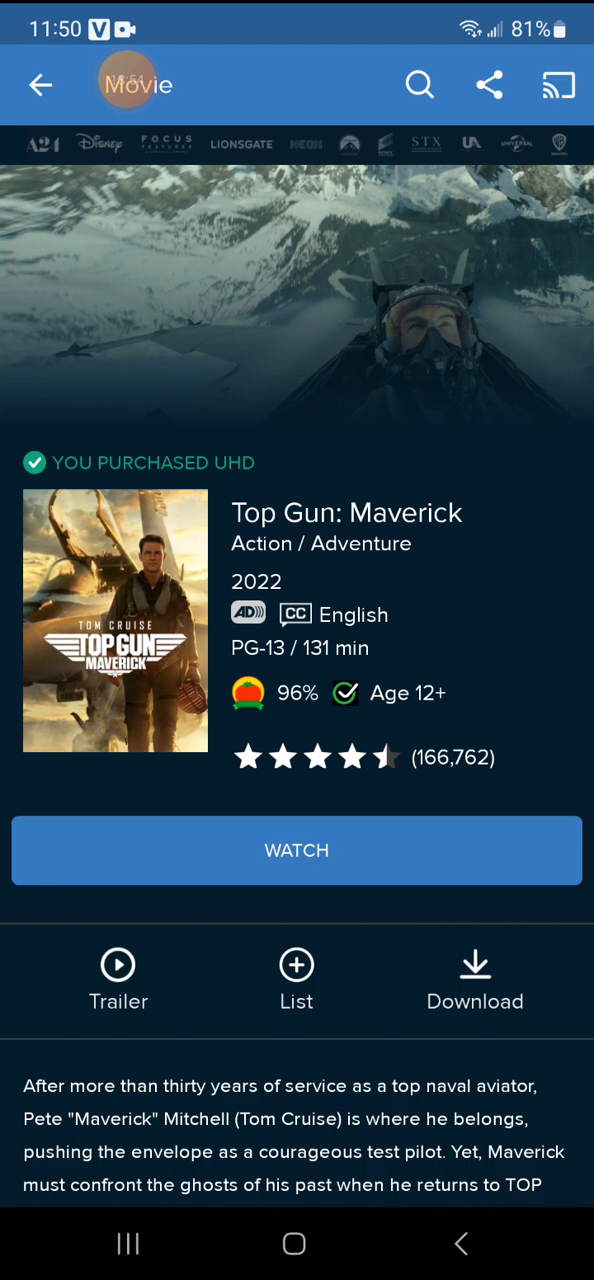 11:50 V 81%
Movie
A24 Disney FOCUS FEATURES LIONSGATE NEON STX UA UNIVERSAL
YOU PURCHASED UHD
TOM CRUISE
TOP GUN
MAVERICK
Top Gun: Maverick
Action / Adventure
2022
AD CC English
PG-13 / 131 min
96% Age 12+
(166,762)
WATCH
Trailer List Download
After more than thirty years of service as a top naval aviator,
Pete "Maverick" Mitchell (Tom Cruise) is where he belongs,
pushing the envelope as a courageous test pilot. Yet, Maverick
must confront the ghosts of his past when he returns to TOP